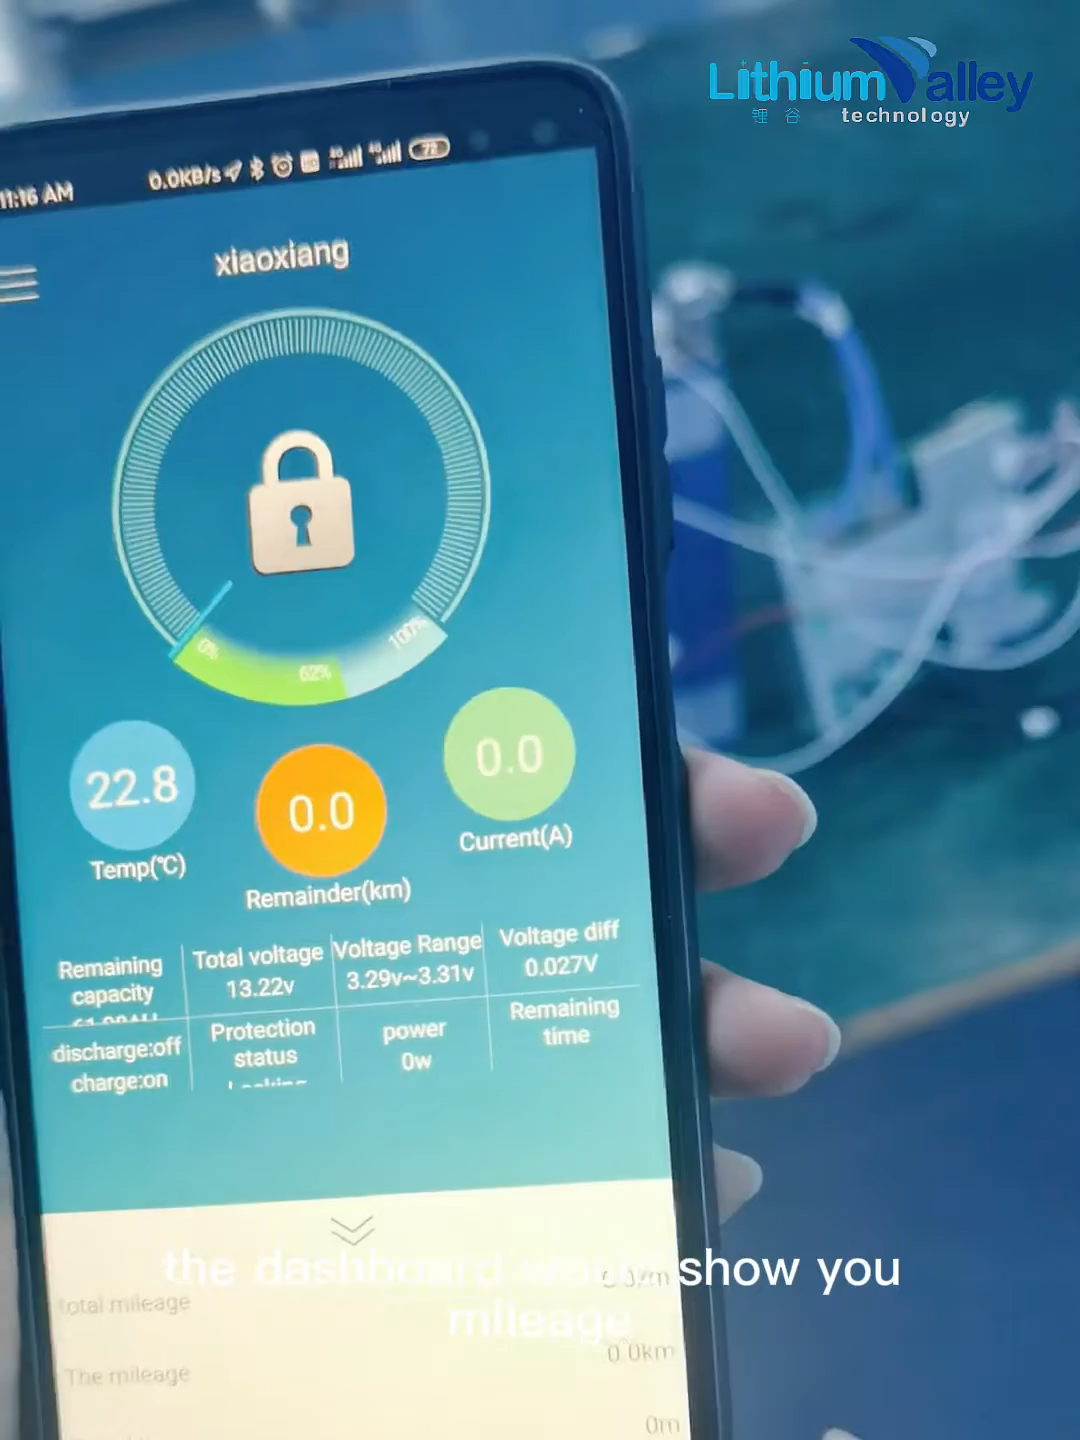 Lithium Valley
锂 谷 technology
11:16 AM 0.0KB/s 72
xiaoxiang
0% 62% 100%
22.8
0.0
0.0
Temp(℃)
Remainder(km)
Current(A)
Remaining capacity
Total voltage
13.22v
Voltage Range
3.29v~3.31v
Voltage diff
0.027V
discharge:off
charge:on
Protection status
power
0w
Remaining time
the dashboard show you
mileage
total mileage
The mileage 0.0km
0m